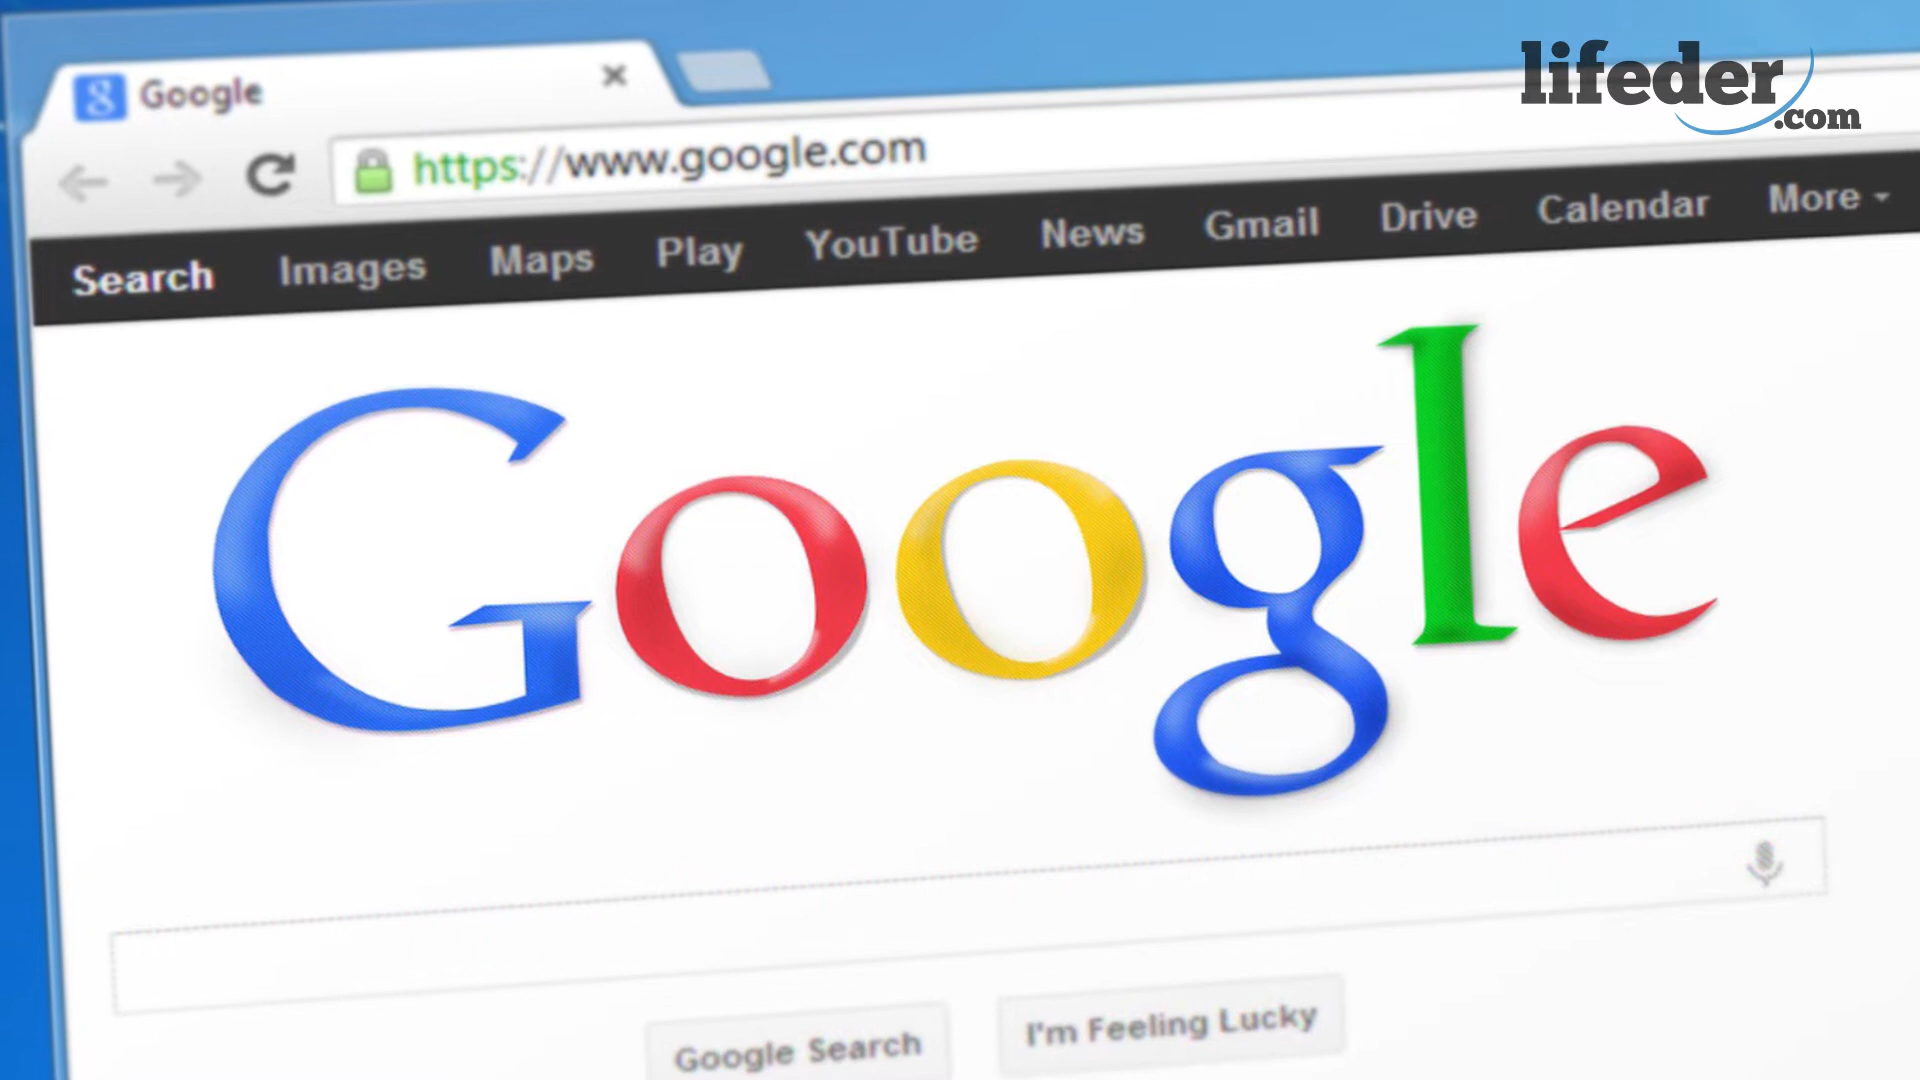 lifeder
.com
g Google ×
https://www.google.com
Search Images Maps Play YouTube News Gmail Drive Calendar More
Google
Google Search I'm Feeling Lucky